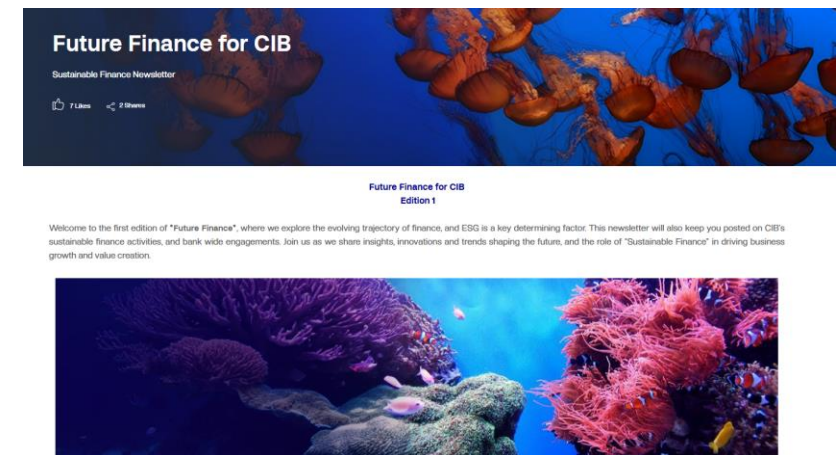 Future Finance for CIB
Sustainable Finance Newsletter
7 Likes 2 Shares
Future Finance for CIB
Edition 1
Welcome to the first edition of "Future Finance", where we explore the evolving trajectory of finance, and ESG is a key determining factor. This newsletter will also keep you posted on CIB's
sustainable finance activities, and bank wide engagements. Join us as we share insights, innovations and trends shaping the future, and the role of "Sustainable Finance" in driving business
growth and value creation.